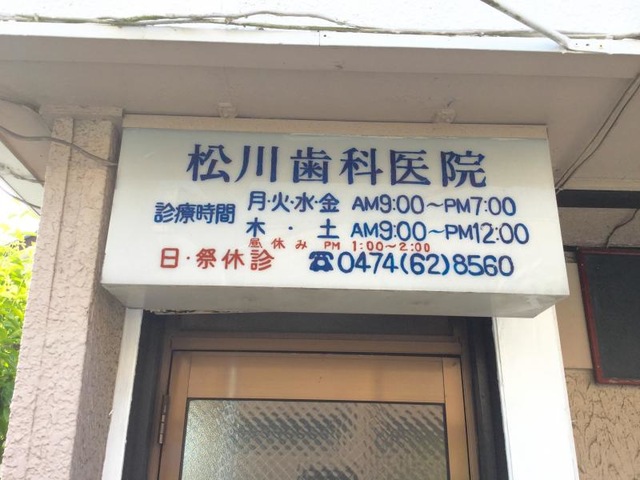 松川歯科医院
診療時間 月・火・水・金 AM9:00〜PM7:00
木・土 AM9:00〜PM12:00
昼休み PM 1:00〜2:00
日・祭休診 ☎0474(62)8560